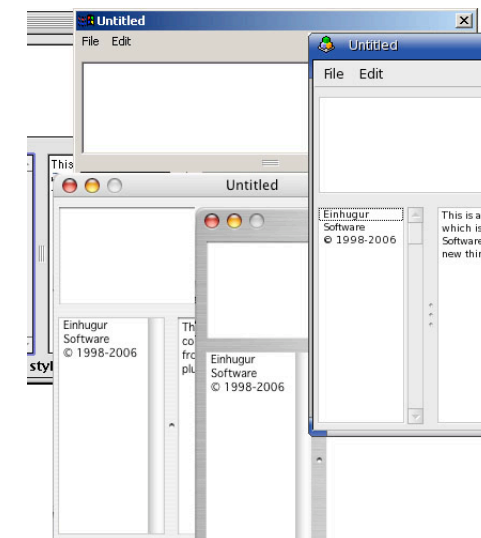 Untitled
File Edit
This
styl
Untitled
File Edit
Einhugur
Software
© 1998-2006
This is a
which is
Software
new thin
Untitled
Einhugur
Software
© 1998-2006
Th
co
fro
plu
Einhugur
Software
© 1998-2006